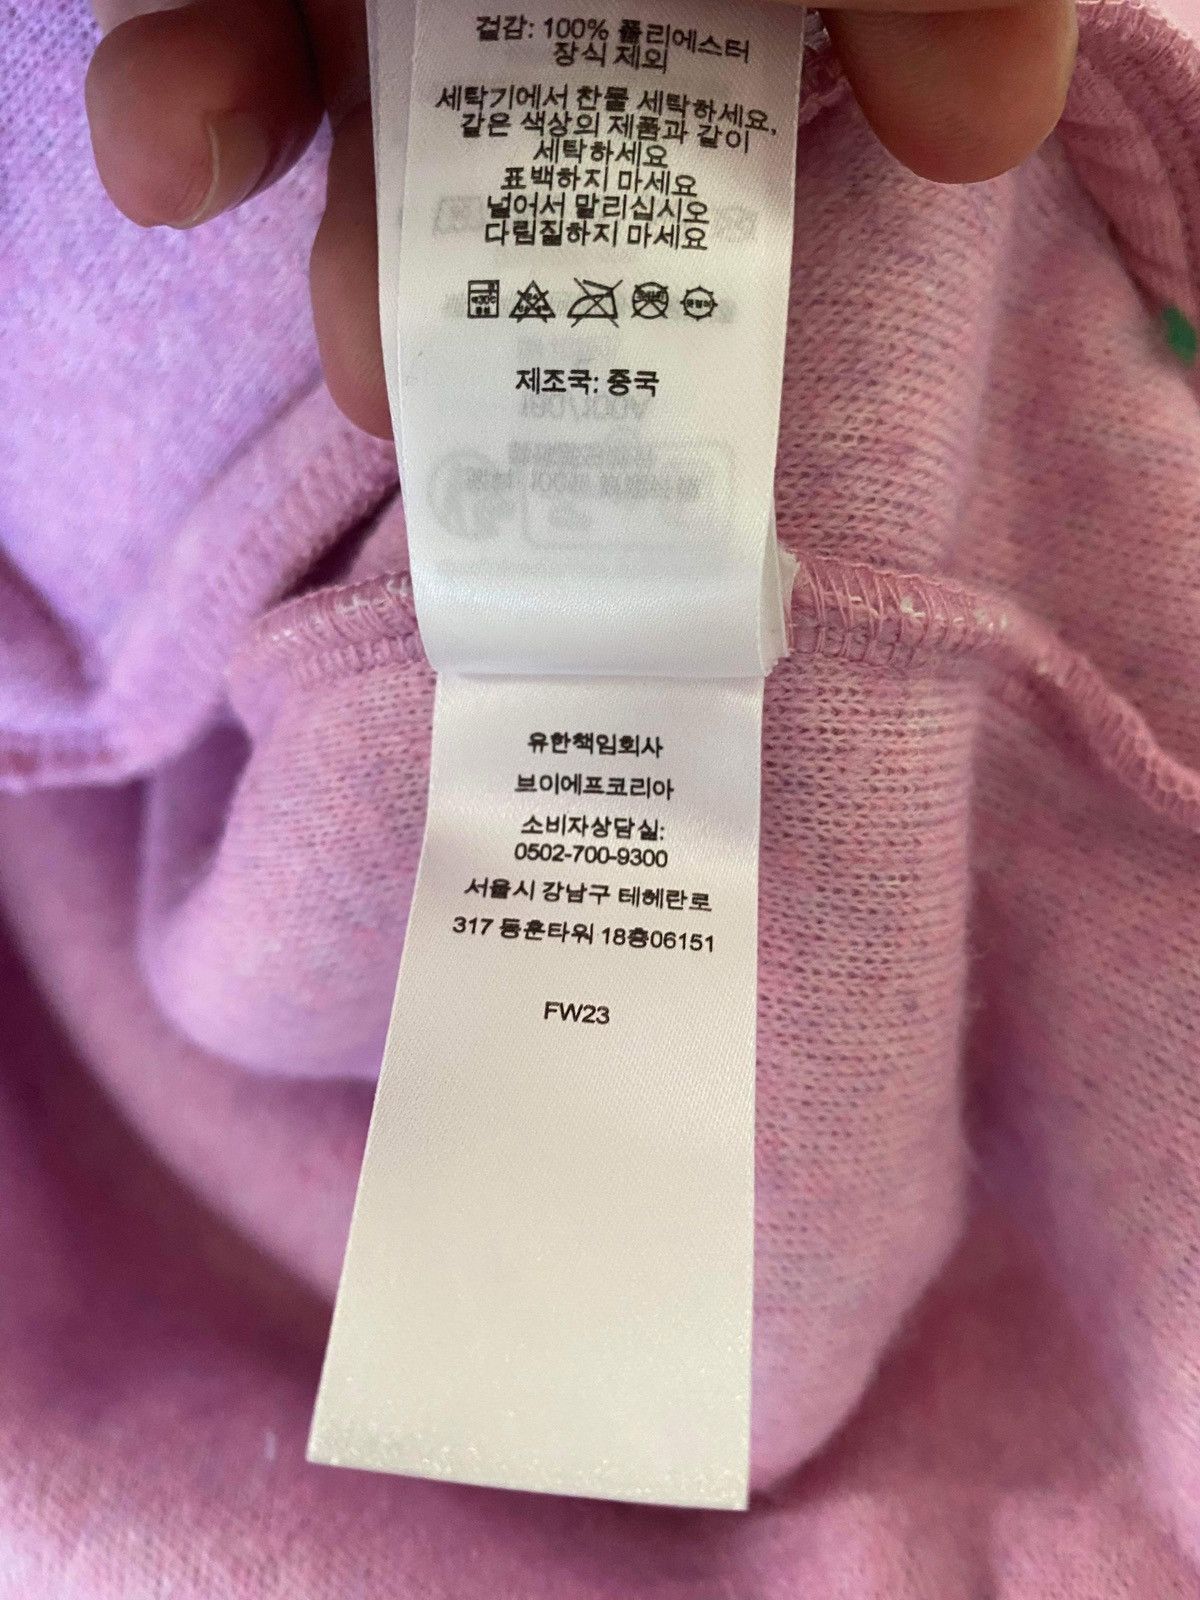 겉감: 100% 폴리에스터
장식 제외
세탁기에서 찬물 세탁하세요,
같은 색상의 제품과 같이
세탁하세요
표백하지 마세요
널어서 말리십시오
다림질하지 마세요
제조국: 중국
유한책임회사
브이에프코리아
소비자상담실:
0502-700-9300
서울시 강남구 테헤란로
317 동훈타워 18층06151
FW23